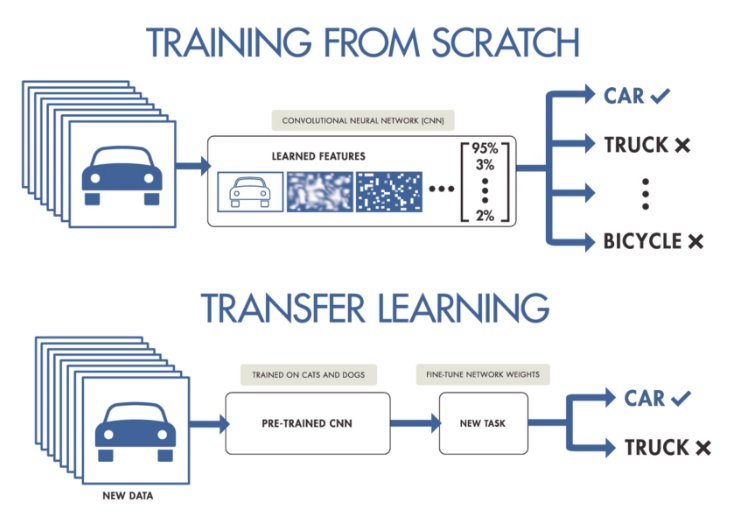 TRAINING FROM SCRATCH
CONVOLUTIONAL NEURAL NETWORK (CNN)
LEARNED FEATURES
95%
3%
2%
CAR
TRUCK
BICYCLE
TRANSFER LEARNING
TRAINED ON CATS AND DOGS
FINE-TUNE NETWORK WEIGHTS
PRE-TRAINED CNN
NEW TASK
CAR
TRUCK
NEW DATA